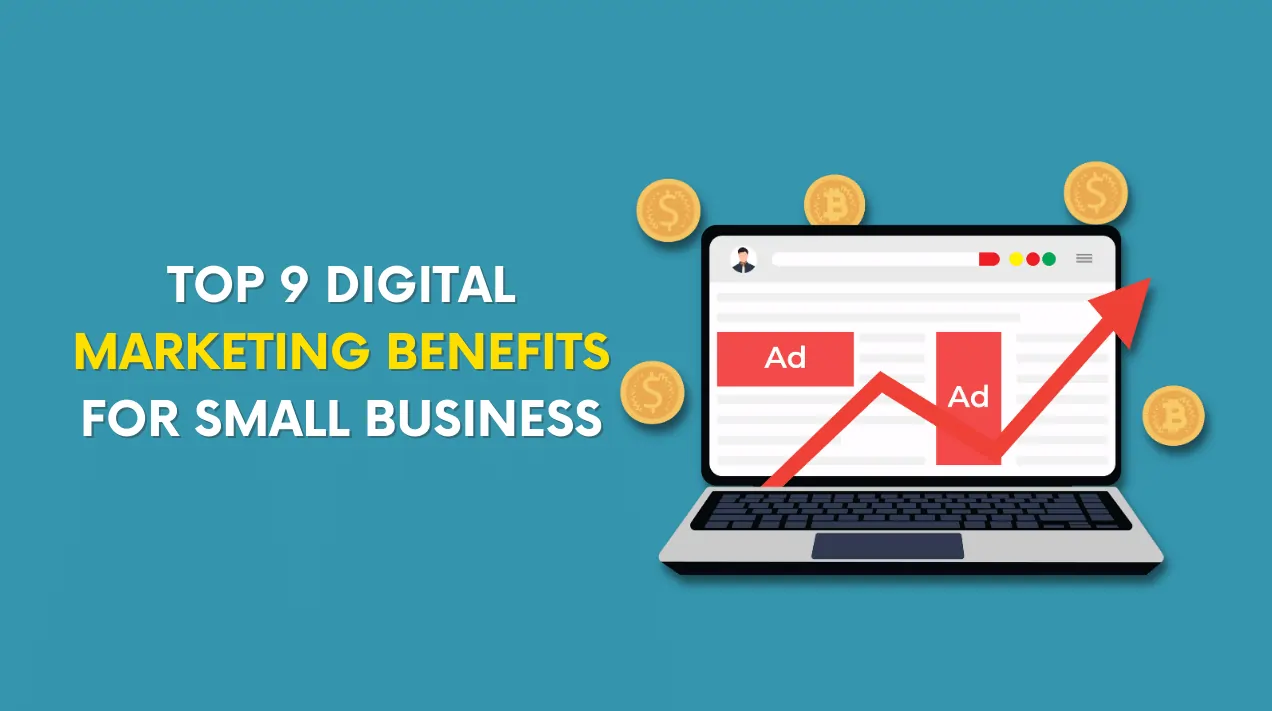 TOP 9 DIGITAL
MARKETING BENEFITS
FOR SMALL BUSINESS
Ad
Ad